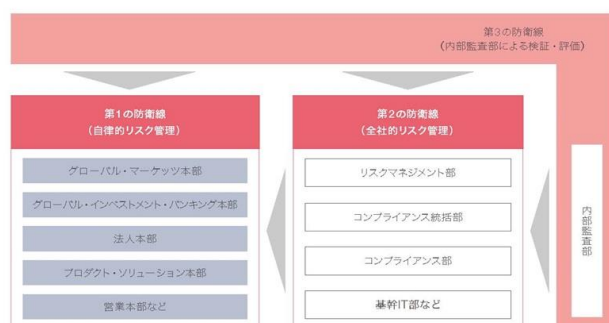 第3の防衛線
(内部監査部による検証・評価)
第1の防衛線
(自律的リスク管理)
グローバル・マーケッツ本部
グローバル・インベストメント・バンキング本部
法人本部
プロダクト・ソリューション本部
営業本部など
第2の防衛線
(全社的リスク管理)
リスクマネジメント部
コンプライアンス統括部
コンプライアンス部
基幹IT部など
内部監査部